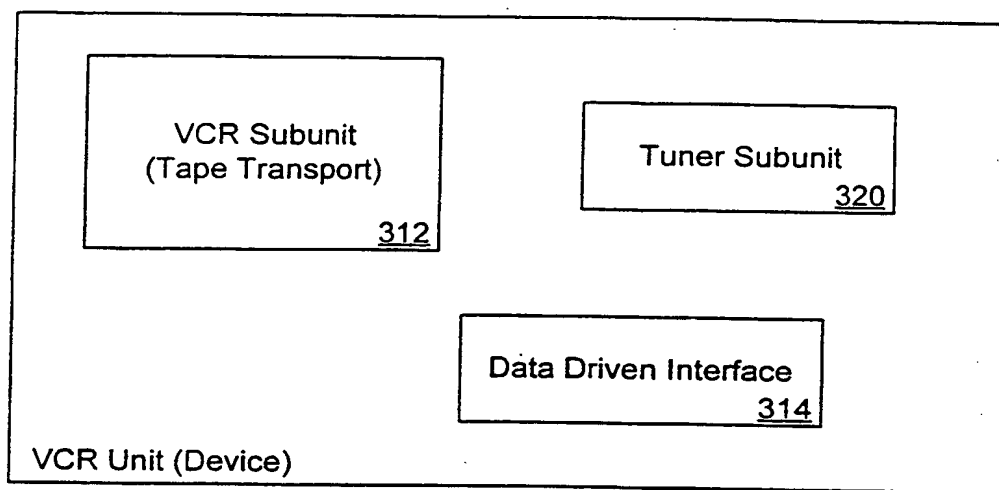 VCR Subunit
(Tape Transport)
312
Tuner Subunit
320
Data Driven Interface
314
VCR Unit (Device)